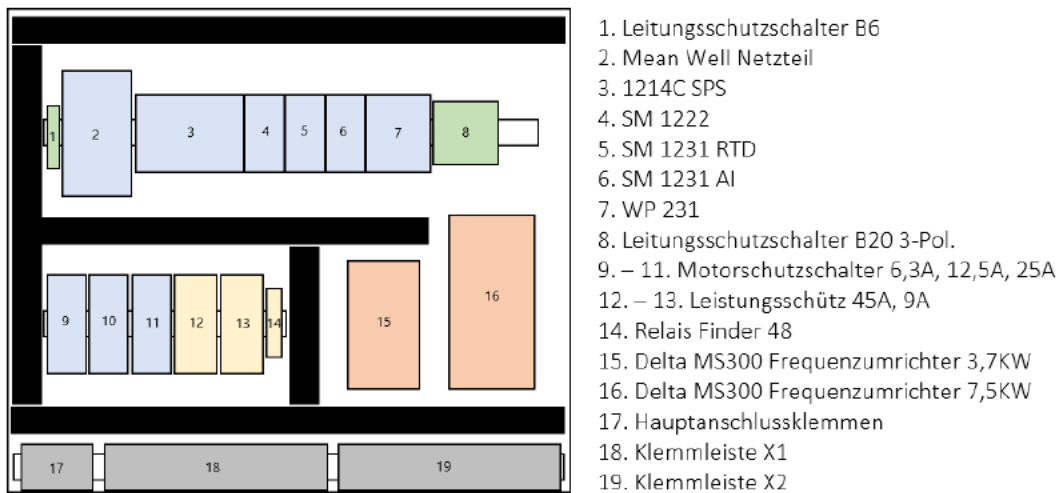 1
2
3
4
5
6
7
8
9
10
11
12
13
14
15
16
17
18
19
1. Leitungsschutzschalter B6
2. Mean Well Netzteil
3. 1214C SPS
4. SM 1222
5. SM 1231 RTD
6. SM 1231 AI
7. WP 231
8. Leitungsschutzschalter B20 3-Pol.
9. – 11. Motorschutzschalter 6,3A, 12,5A, 25A
12. – 13. Leistungsschütz 45A, 9A
14. Relais Finder 48
15. Delta MS300 Frequenzumrichter 3,7KW
16. Delta MS300 Frequenzumrichter 7,5KW
17. Hauptanschlussklemmen
18. Klemmleiste X1
19. Klemmleiste X2